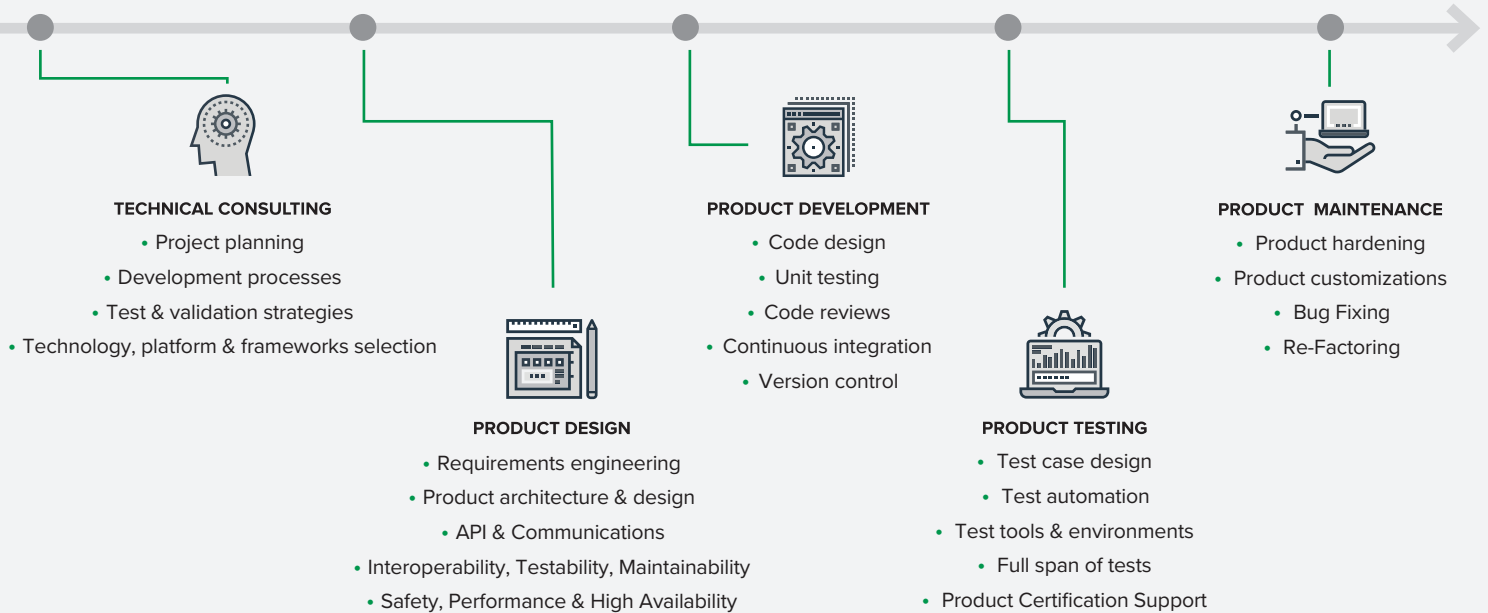 TECHNICAL CONSULTING
• Project planning
• Development processes
• Test & validation strategies
• Technology, platform & frameworks selection
PRODUCT DESIGN
• Requirements engineering
• Product architecture & design
• API & Communications
• Interoperability, Testability, Maintainability
• Safety, Performance & High Availability
PRODUCT DEVELOPMENT
• Code design
• Unit testing
• Code reviews
• Continuous integration
• Version control
PRODUCT TESTING
• Test case design
• Test automation
• Test tools & environments
• Full span of tests
• Product Certification Support
PRODUCT MAINTENANCE
• Product hardening
• Product customizations
• Bug Fixing
• Re-Factoring